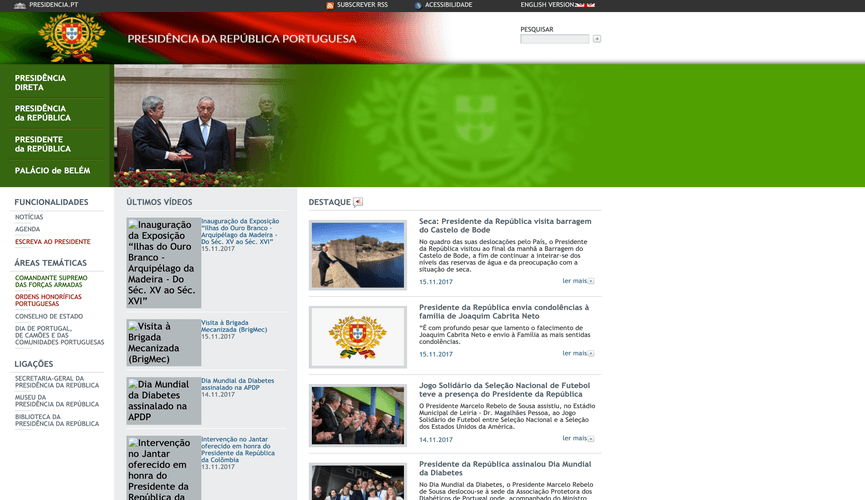 PRESIDENCIA.PT
SUBSCREVER RSS
ACESSIBILIDADE
ENGLISH VERSION
PRESIDÊNCIA DA REPÚBLICA PORTUGUESA
PESQUISAR
PRESIDÊNCIA
DIRETA
PRESIDÊNCIA
da REPÚBLICA
PRESIDENTE
da REPÚBLICA
PALÁCIO de BELÉM
FUNCIONALIDADES
NOTÍCIAS
AGENDA
ESCREVA AO PRESIDENTE
ÁREAS TEMÁTICAS
COMANDANTE SUPREMO
DAS FORÇAS ARMADAS
ORDENS HONORÍFICAS
PORTUGUESAS
CONSELHO DE ESTADO
DIA DE PORTUGAL,
DE CAMÕES E DAS
COMUNIDADES PORTUGUESAS
LIGAÇÕES
SECRETARIA-GERAL DA
PRESIDÊNCIA DA REPÚBLICA
MUSEU DA
PRESIDÊNCIA DA REPÚBLICA
BIBLIOTECA DA
PRESIDÊNCIA DA REPÚBLICA
ÚLTIMOS VÍDEOS
Inauguração
da Exposição
"Ilhas do Ouro
Branco -
Arquipélago da
Madeira - Do
Séc. XV ao Séc.
XVI"
Inauguração da Exposição
"Ilhas do Ouro Branco -
Arquipélago da Madeira -
Do Séc. XV ao Séc. XVI"
15.11.2017
Visita à
Brigada
Mecanizada
(BrigMec)
Visita à Brigada
Mecanizada (BrigMec)
15.11.2017
Dia Mundial
da Diabetes
assinalado na
APDP
Dia Mundial da Diabetes
assinalado na APDP
14.11.2017
Intervenção
no Jantar
oferecido em
honra do
Presidente da
República da
Intervenção no Jantar
oferecido em honra do
Presidente da República
da Colômbia
13.11.2017
DESTAQUE
Seca: Presidente da República visita barragem
do Castelo de Bode
No quadro das suas deslocações pelo País, o Presidente
da República visitou ao final da manhã a Barragem do
Castelo de Bode, a fim de continuar a inteirar-se dos
níveis das reservas de água e da preocupação com a
situação de seca.
15.11.2017
ler mais
Presidente da República envia condolências à
família de Joaquim Cabrita Neto
"É com profundo pesar que lamento o falecimento de
Joaquim Cabrita Neto e envio à Família as mais sentidas
condolências.
15.11.2017
ler mais
Jogo Solidário da Seleção Nacional de Futebol
teve a presença do Presidente da República
O Presidente Marcelo Rebelo de Sousa assistiu, no Estádio
Municipal de Leiria - Dr. Magalhães Pessoa, ao Jogo
Solidário de Futebol entre Seleção Nacional e a Seleção
dos Estados Unidos da América.
14.11.2017
ler mais
Presidente da República assinalou Dia Mundial
da Diabetes
No Dia Mundial da Diabetes, o Presidente Marcelo Rebelo
de Sousa deslocou-se à sede da Associação Protetora dos
Diabéticos de Portugal onde, acompanhado do Ministro